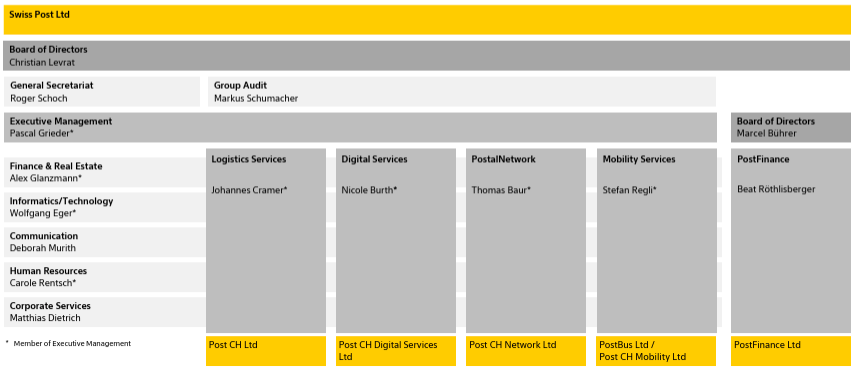 Swiss Post Ltd
Board of Directors
Christian Levrat
General Secretariat
Roger Schoch
Group Audit
Markus Schumacher
Executive Management
Pascal Grieder*
Board of Directors
Marcel Bührer
Finance & Real Estate
Alex Glanzmann*
Informatics/Technology
Wolfgang Eger*
Communication
Deborah Murith
Human Resources
Carole Rentsch*
Corporate Services
Matthias Dietrich
Logistics Services
Johannes Cramer*
Post CH Ltd
Digital Services
Nicole Burth*
Post CH Digital Services
Ltd
PostalNetwork
Thomas Baur*
Post CH Network Ltd
Mobility Services
Stefan Regli*
PostBus Ltd /
Post CH Mobility Ltd
PostFinance
Beat Röthlisberger
PostFinance Ltd
* Member of Executive Management